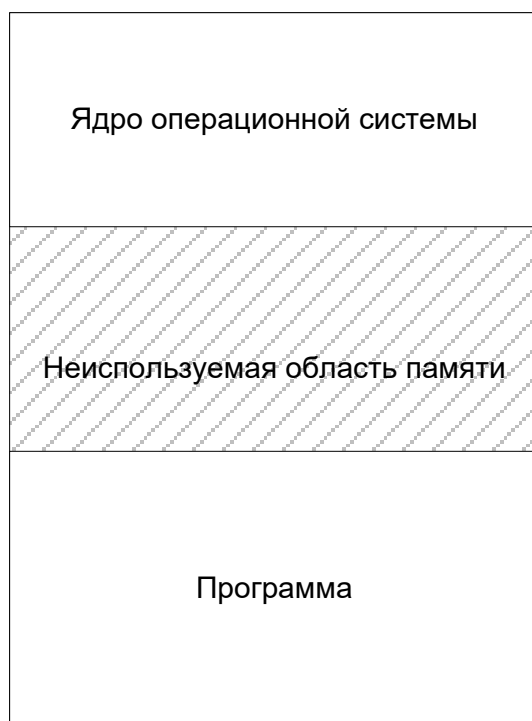 Ядро операционной системы
Неиспользуемая область памяти
Программа